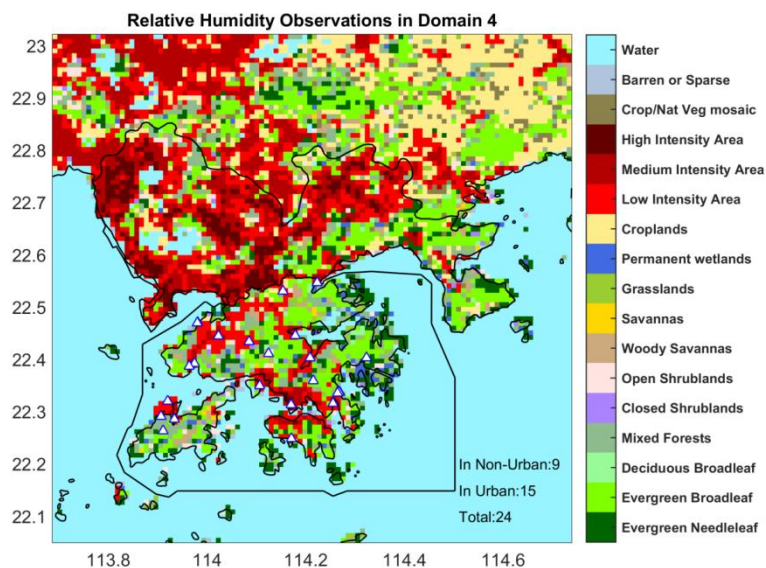 Relative Humidity Observations in Domain 4
23
22.9
22.8
22.7
22.6
22.5
22.4
22.3
22.2
22.1
113.8
114
114.2
114.4
114.6
In Non-Urban:9
In Urban:15
Total:24
Water
Barren or Sparse
Crop/Nat Veg mosaic
High Intensity Area
Medium Intensity Area
Low Intensity Area
Croplands
Permanent wetlands
Grasslands
Savannas
Woody Savannas
Open Shrublands
Closed Shrublands
Mixed Forests
Deciduous Broadleaf
Evergreen Broadleaf
Evergreen Needleleaf